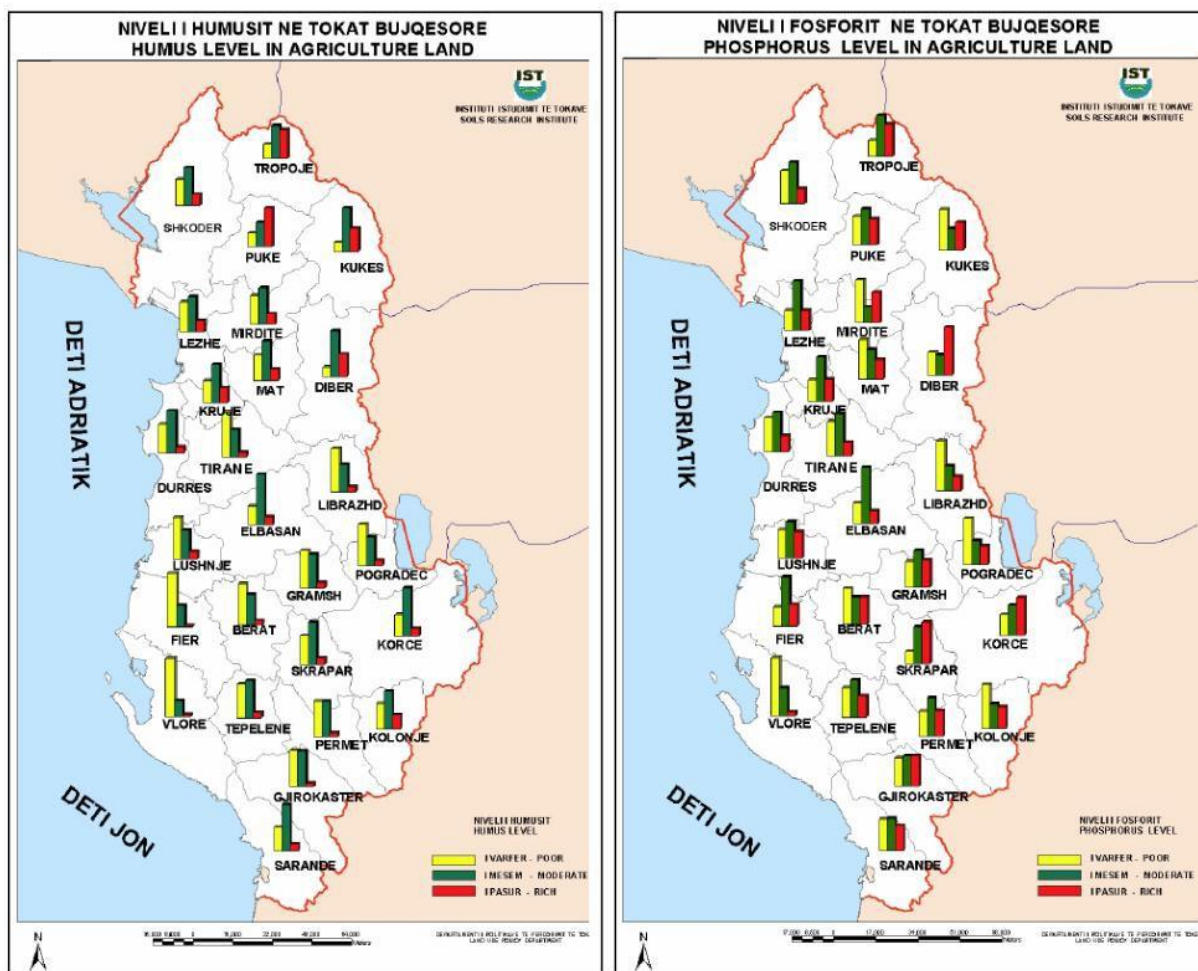 NIVELI I HUMUSIT NE TOKAT BUJQESORE
HUMUS LEVEL IN AGRICULTURE LAND
IST
INSTITUTI ISTUDIMIT TE TOKAVE
SOILS RESEARCH INSTITUTE
TROPOJE
SHKODER
PUKE
KUKES
LEZHE
MIRDITE
MAT
DIBER
KRUJE
DETI ADRIATIK
TIRANE
DURRES
LIBRAZHD
ELBASAN
LUSHNJE
POGRADEC
GRAMSH
FIER
BERAT
KORCE
SKRAPAR
VLORE
TEPELENE
PERMET
KOLONJE
GJIROKASTER
DETI JON
SARANDE
NIVELI I HUMUSIT
HUMUS LEVEL
I VARFER - POOR
I MESEM - MODERATE
I PASUR - RICH
N
NIVELI I FOSFORIT NE TOKAT BUJQESORE
PHOSPHORUS LEVEL IN AGRICULTURE LAND
IST
INSTITUTI ISTUDIMIT TE TOKAVE
SOILS RESEARCH INSTITUTE
TROPOJE
SHKODER
PUKE
KUKES
LEZHE
MIRDITE
MAT
DIBER
KRUJE
DETI ADRIATIK
TIRANE
DURRES
LIBRAZHD
ELBASAN
LUSHNJE
POGRADEC
GRAMSH
FIER
BERAT
KORCE
SKRAPAR
VLORE
TEPELENE
PERMET
KOLONJE
GJIROKASTER
DETI JON
SARANDE
NIVELI I FOSFORIT
PHOSPHORUS LEVEL
I VARFER - POOR
I MESEM - MODERATE
I PASUR - RICH
N